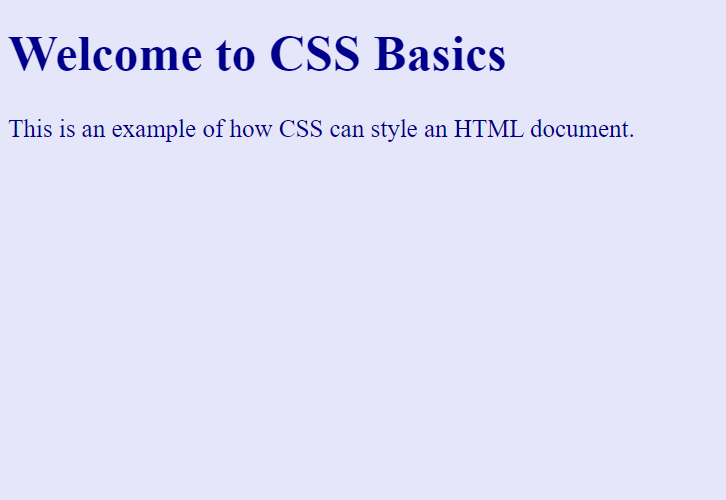 Welcome to CSS Basics
This is an example of how CSS can style an HTML document.